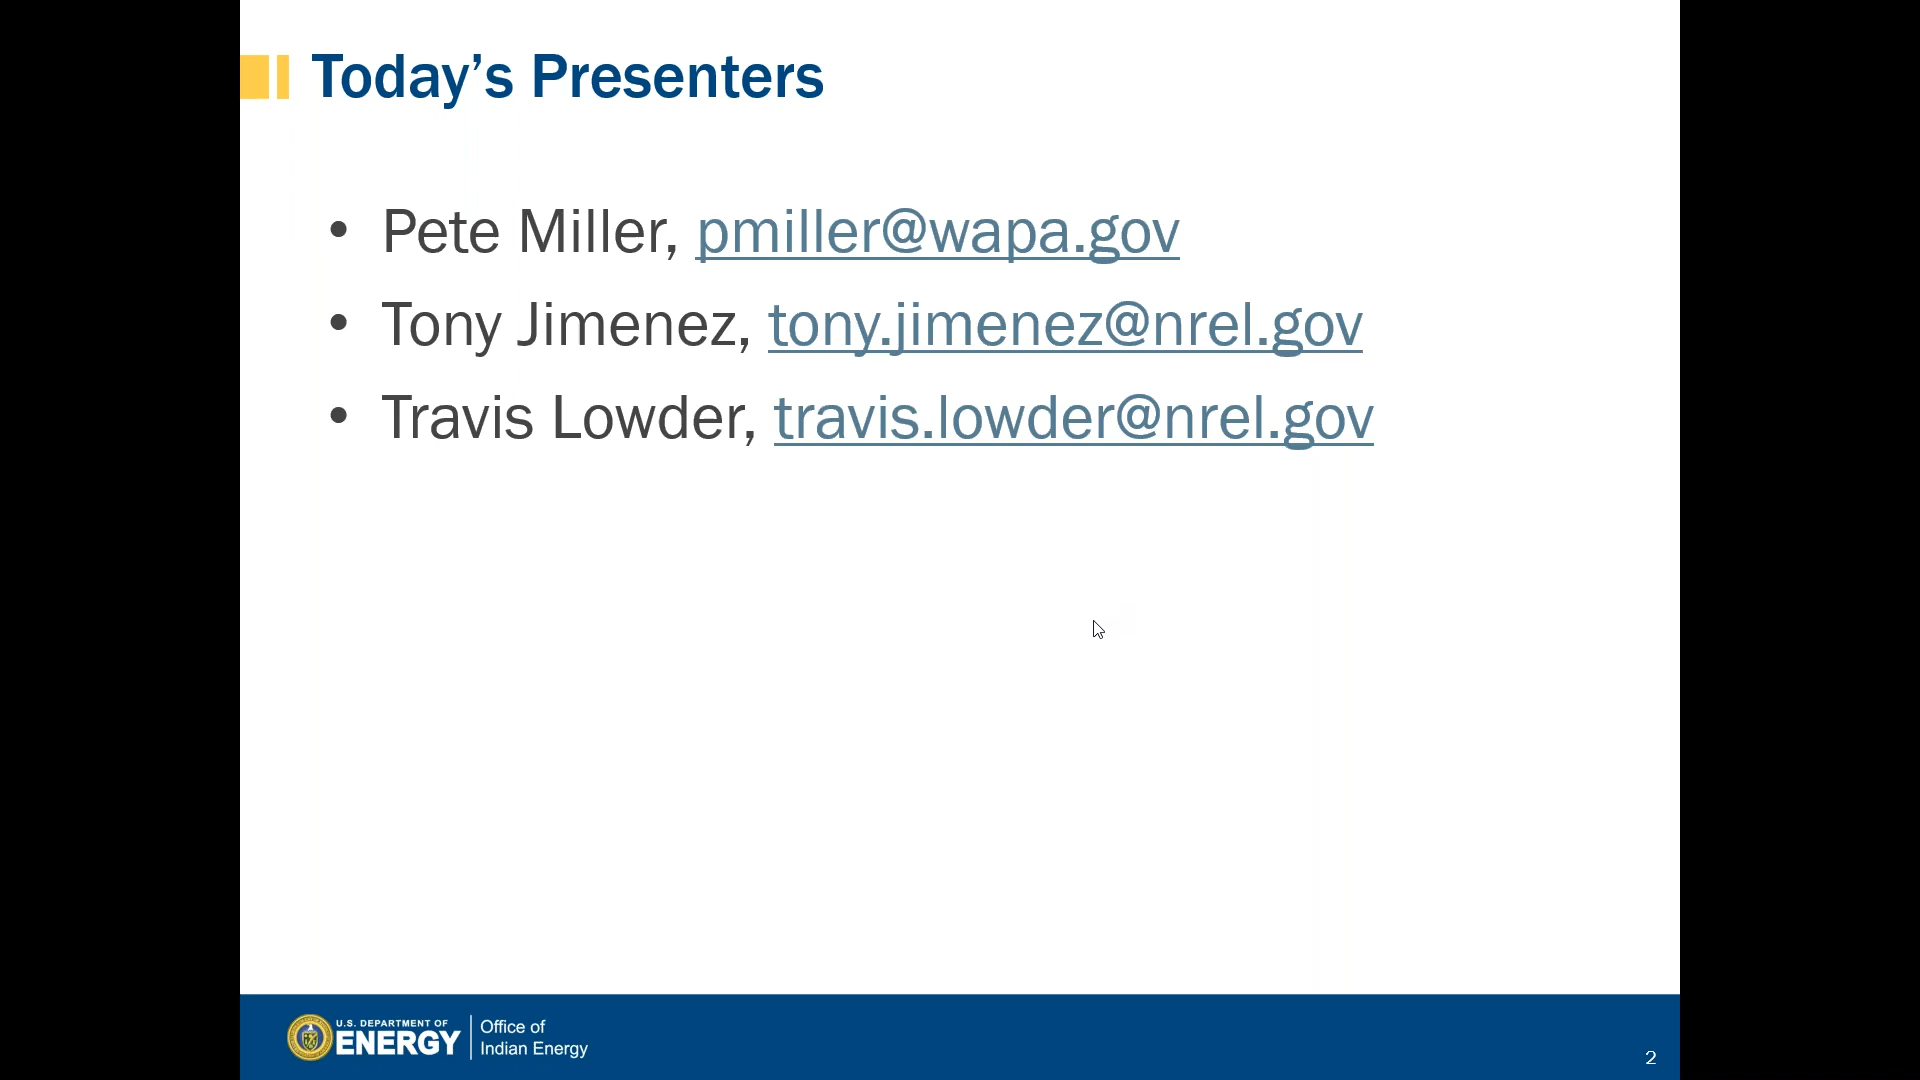 Today’s Presenters
• Pete Miller, pmiller@wapa.gov
• Tony Jimenez, tony.jimenez@nrel.gov
• Travis Lowder, travis.lowder@nrel.gov
U.S. DEPARTMENT OF
ENERGY
Office of
Indian Energy
2